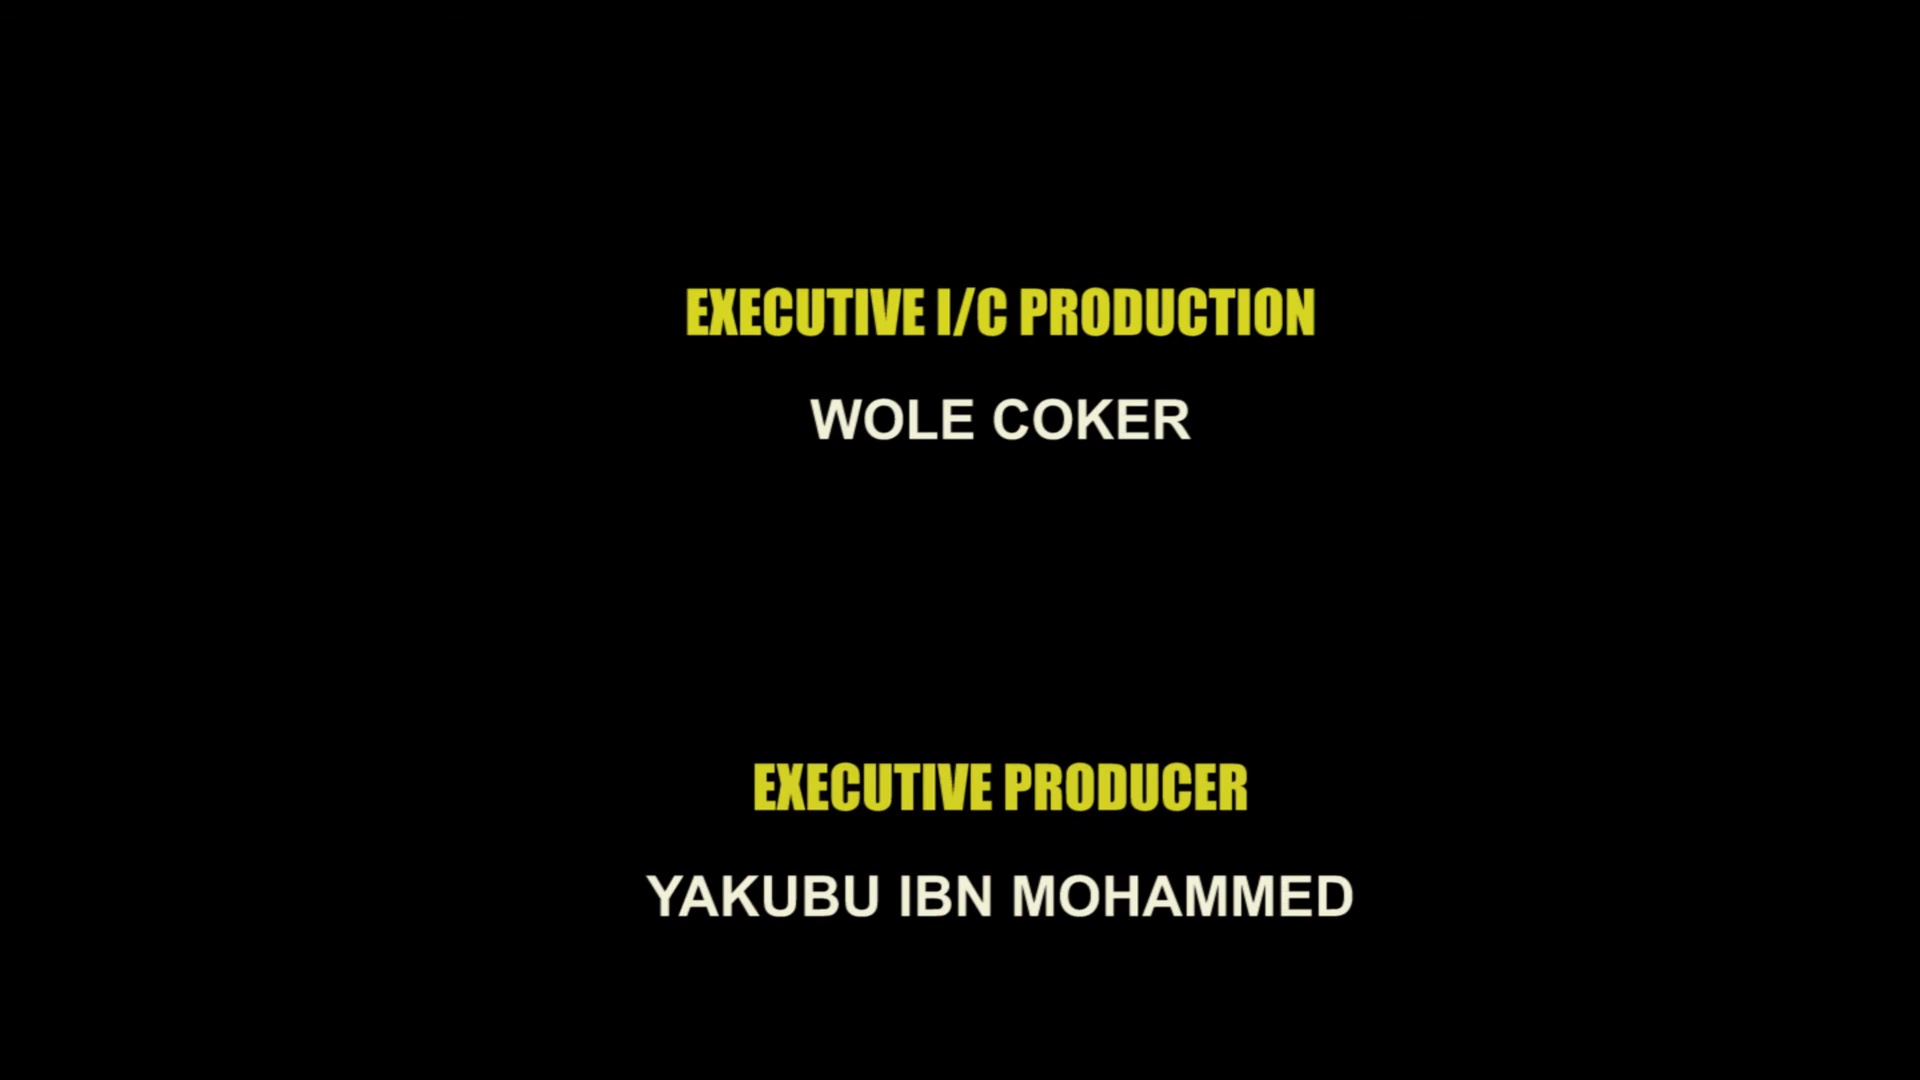 EXECUTIVE I/C PRODUCTION
WOLE COKER
EXECUTIVE PRODUCER
YAKUBU IBN MOHAMMED